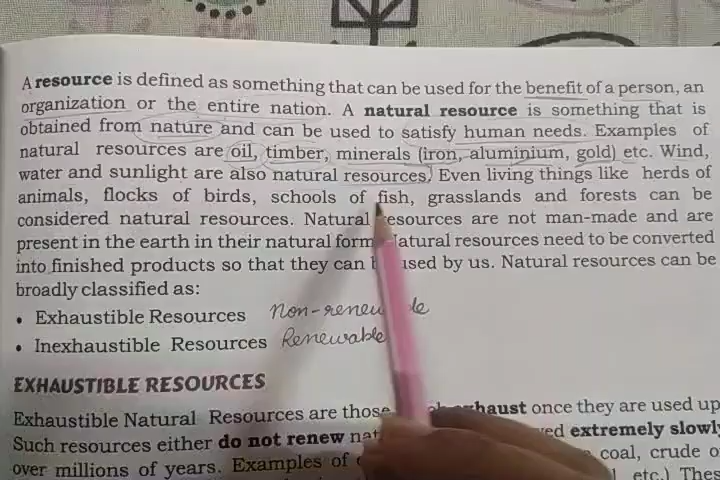 A resource is defined as something that can be used for the benefit of a person, an
organization or the entire nation. A natural resource is something that is
obtained from nature and can be used to satisfy human needs. Examples of
natural resources are oil, timber, minerals (iron, aluminium, gold) etc. Wind,
water and sunlight are also natural resources. Even living things like herds of
animals, flocks of birds, schools of fish, grasslands and forests can be
considered natural resources. Natural resources are not man-made and are
present in the earth in their natural form. Natural resources need to be converted
into finished products so that they can be used by us. Natural resources can be
broadly classified as:
• Exhaustible Resources Non-renewable
• Inexhaustible Resources Renewable
EXHAUSTIBLE RESOURCES
Exhaustible Natural Resources are those exhaust once they are used up
Such resources either do not renew extremely slowly
over millions of years. Examples of coal, crude
etc.)